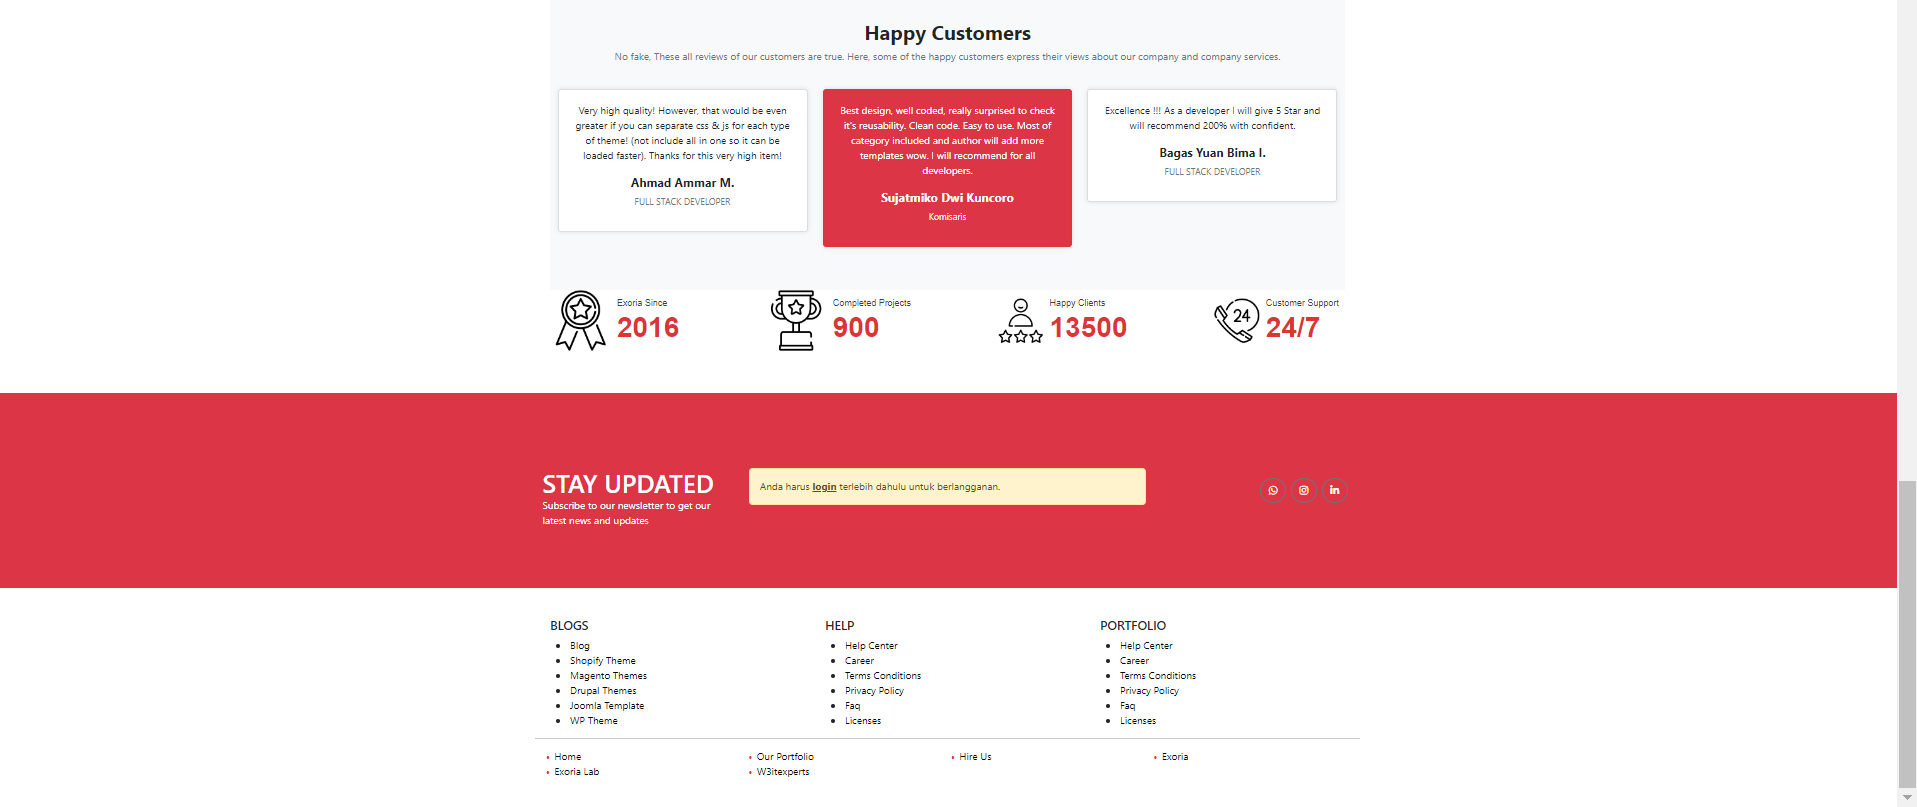 Happy Customers
No fake, These all reviews of our customers are true. Here, some of the happy customers express their views about our company and company services.
Very high quality! However, that would be even
greater if you can separate css & js for each type
of theme! (not include all in one so it can be
loaded faster). Thanks for this very high item!
Ahmad Ammar M.
FULL STACK DEVELOPER
Best design, well coded, really surprised to check
it's reusability. Clean code. Easy to use. Most of
category included and author will add more
templates wow. I will recommend for all
developers.
Sujatmiko Dwi Kuncoro
Komisaris
Excellence !!! As a developer I will give 5 Star and
will recommend 200% with confident.
Bagas Yuan Bima I.
FULL STACK DEVELOPER
Exoria Since
2016
Completed Projects
900
Happy Clients
13500
24
Customer Support
24/7
STAY UPDATED
Subscribe to our newsletter to get our
latest news and updates
Anda harus login terlebih dahulu untuk berlangganan.
BLOGS
Blog
Shopify Theme
Magento Themes
Drupal Themes
Joomla Template
WP Theme
HELP
Help Center
Career
Terms Conditions
Privacy Policy
Faq
Licenses
PORTFOLIO
Help Center
Career
Terms Conditions
Privacy Policy
Faq
Licenses
Home
Exoria Lab
Our Portfolio
W3itexperts
Hire Us
Exoria